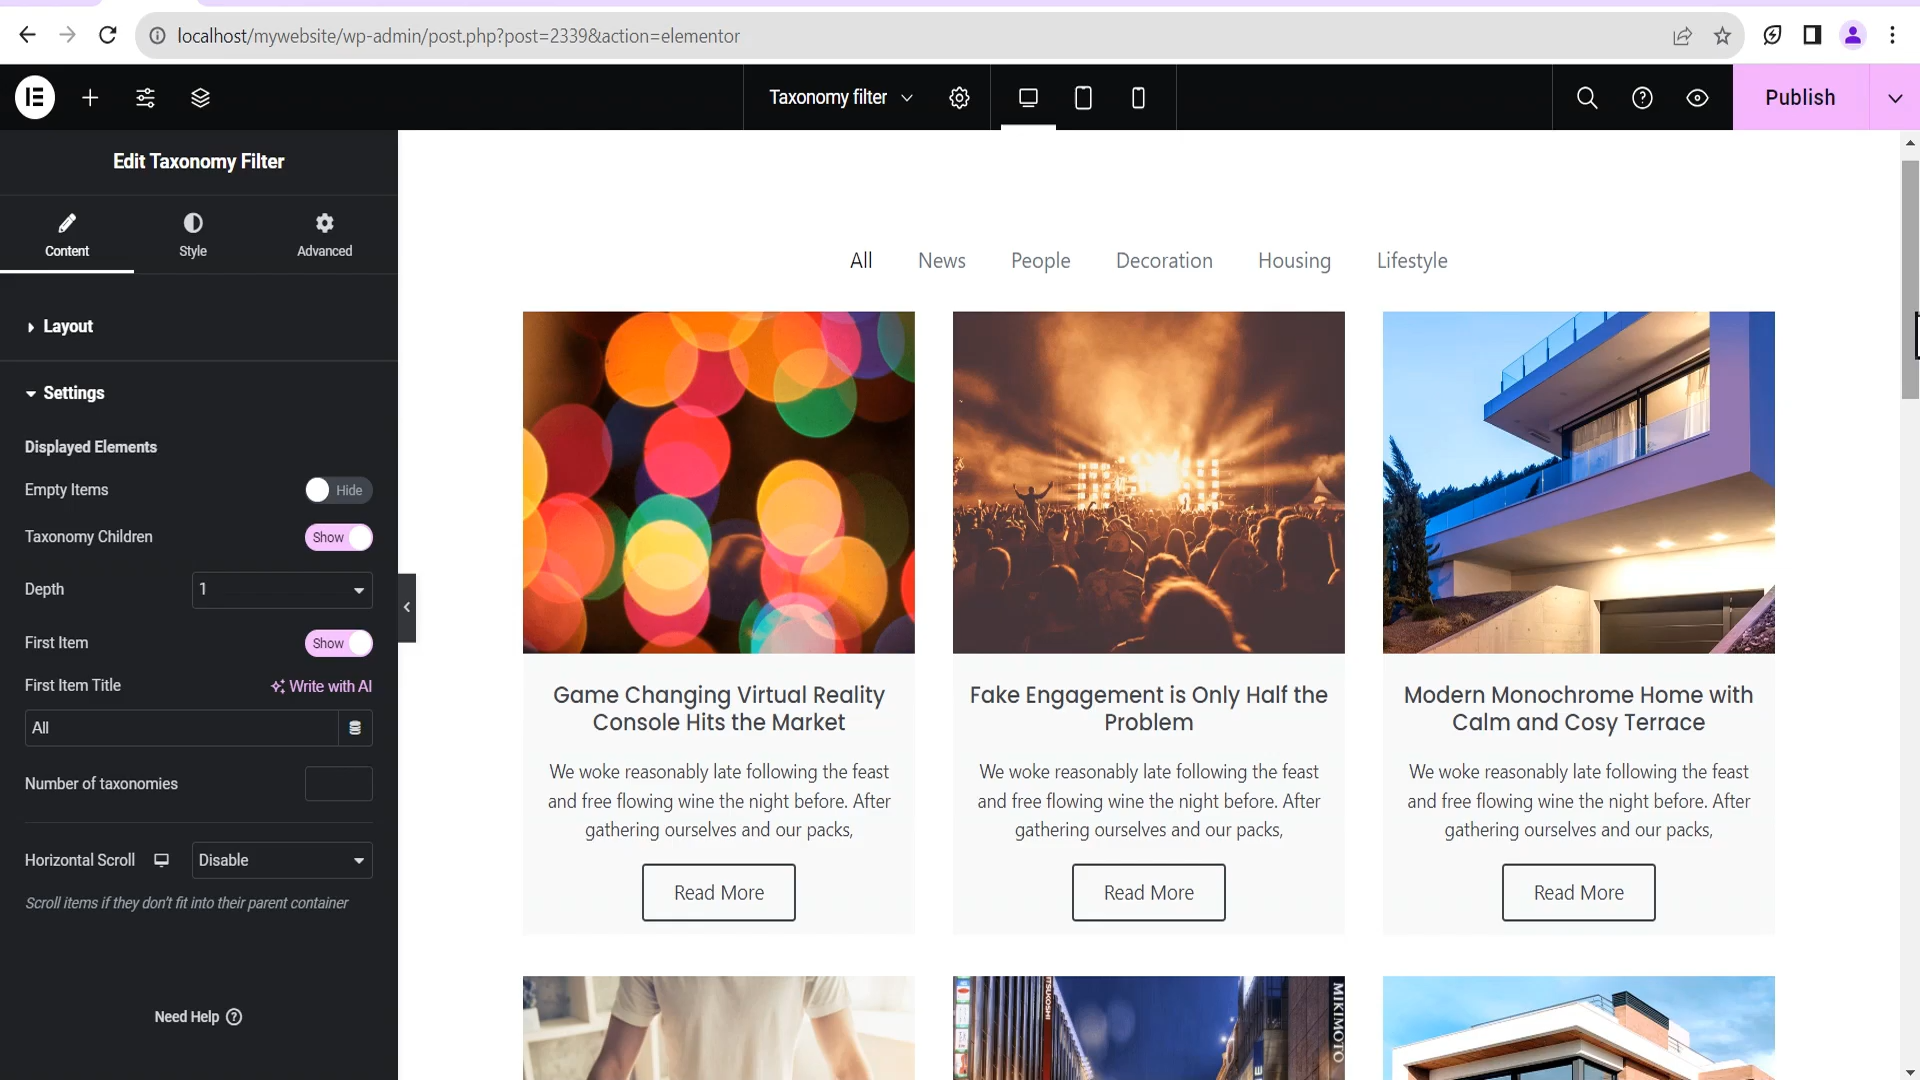 localhost/mywebsite/wp-admin/post.php?post=2339&action=elementor
Taxonomy filter
Publish
Edit Taxonomy Filter
Content
Style
Advanced
Layout
Settings
Displayed Elements
Empty Items
Hide
Taxonomy Children
Show
Depth
1
First Item
Show
First Item Title
Write with AI
All
Number of taxonomies
Horizontal Scroll
Disable
Scroll items if they don't fit into their parent container
Need Help
All
News
People
Decoration
Housing
Lifestyle
Game Changing Virtual Reality
Console Hits the Market
We woke reasonably late following the feast
and free flowing wine the night before. After
gathering ourselves and our packs,
Read More
Fake Engagement is Only Half the
Problem
We woke reasonably late following the feast
and free flowing wine the night before. After
gathering ourselves and our packs,
Read More
Modern Monochrome Home with
Calm and Cosy Terrace
We woke reasonably late following the feast
and free flowing wine the night before. After
gathering ourselves and our packs,
Read More
MIKIMOTO